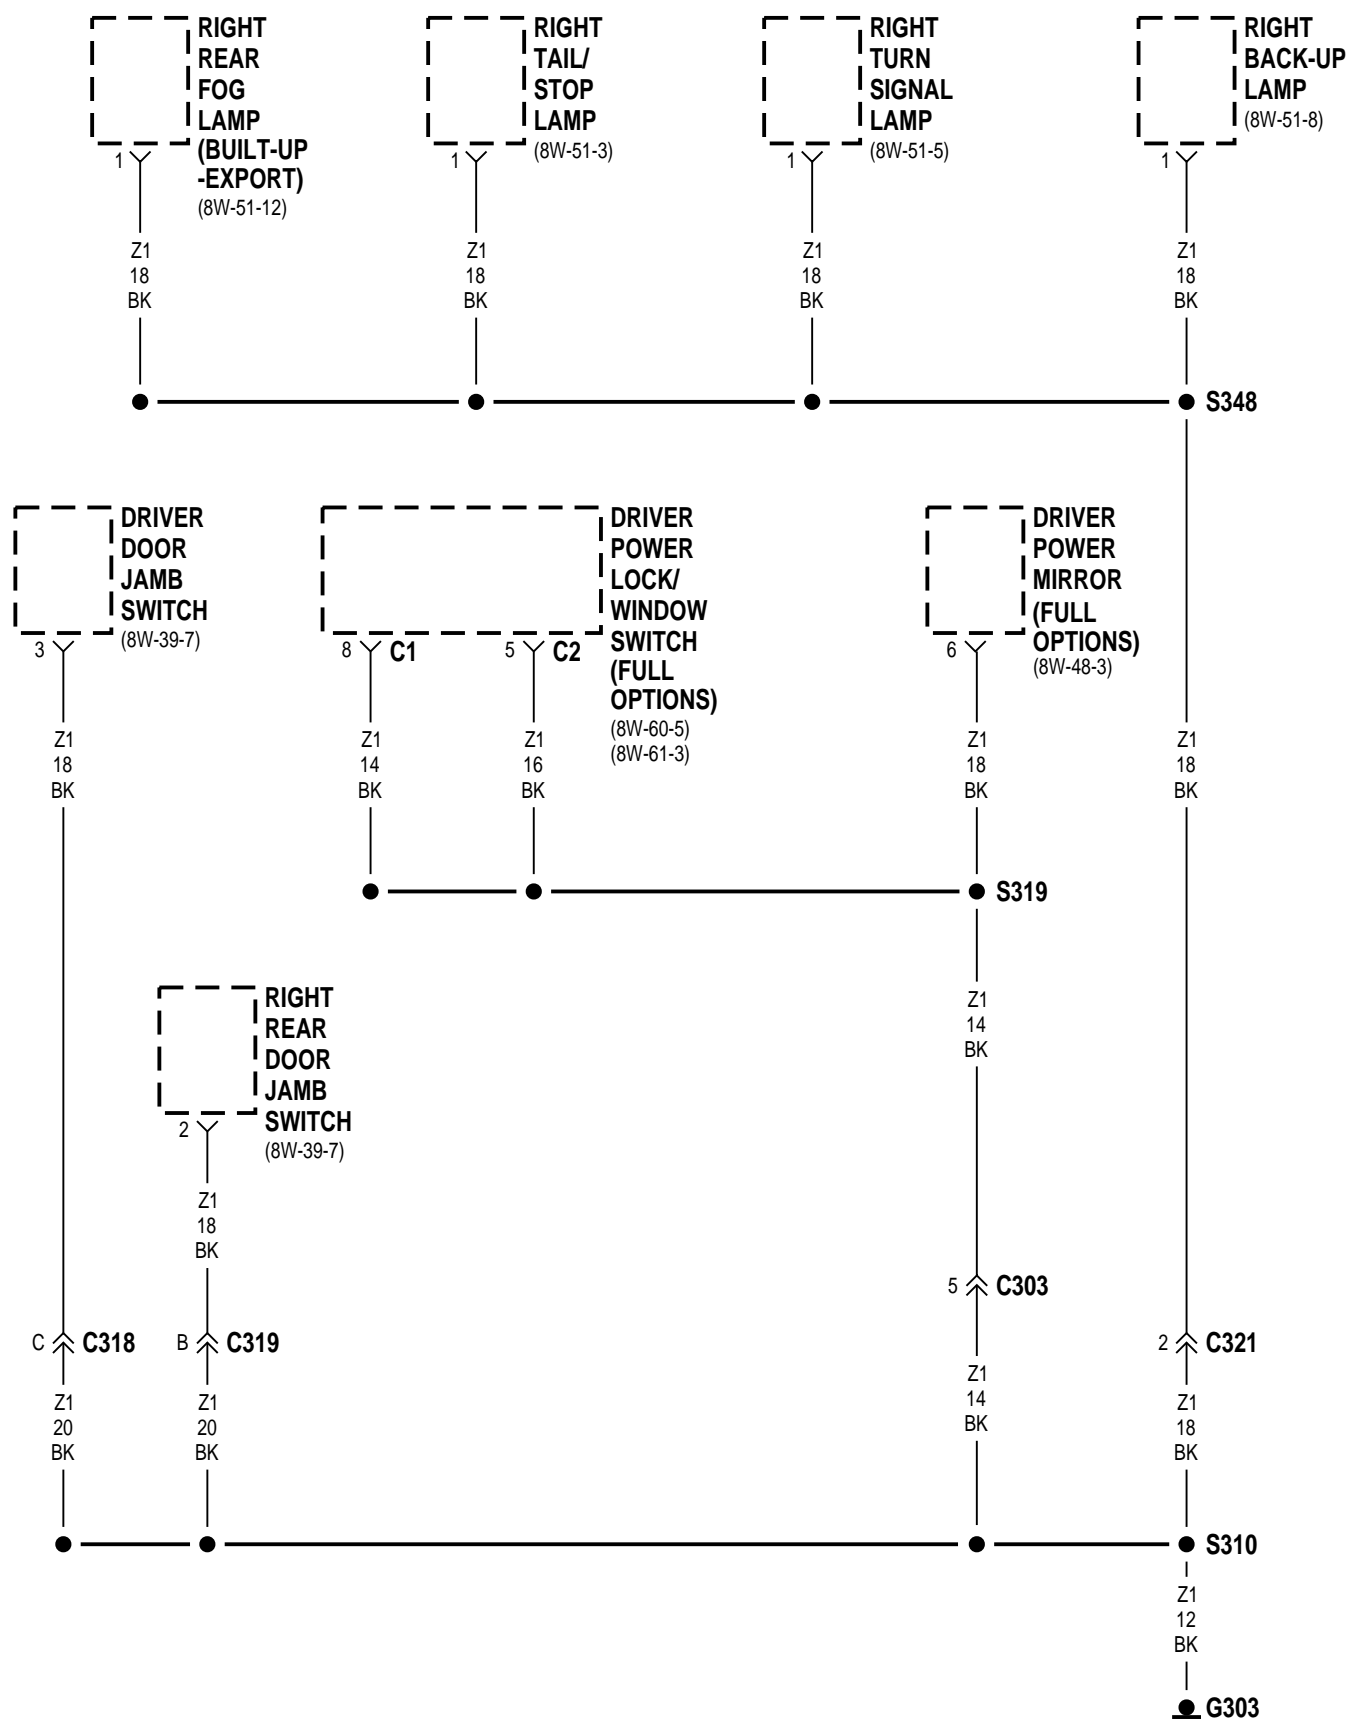 RIGHT
REAR
FOG
LAMP
(BUILT-UP
-EXPORT)
(8W-51-12)
1
Z1
18
BK
RIGHT
TAIL/
STOP
LAMP
(8W-51-3)
1
Z1
18
BK
RIGHT
TURN
SIGNAL
LAMP
(8W-51-5)
1
Z1
18
BK
RIGHT
BACK-UP
LAMP
(8W-51-8)
1
Z1
18
BK
S348
DRIVER
DOOR
JAMB
SWITCH
(8W-39-7)
3
Z1
18
BK
DRIVER
POWER
LOCK/
WINDOW
SWITCH
(FULL
OPTIONS)
(8W-60-5)
(8W-61-3)
8 C1
5 C2
Z1
14
BK
Z1
16
BK
DRIVER
POWER
MIRROR
(FULL
OPTIONS)
(8W-48-3)
6
Z1
18
BK
Z1
18
BK
S319
RIGHT
REAR
DOOR
JAMB
SWITCH
(8W-39-7)
2
Z1
18
BK
Z1
14
BK
5 C303
C C318
B C319
2 C321
Z1
20
BK
Z1
20
BK
Z1
14
BK
Z1
18
BK
S310
Z1
12
BK
G303